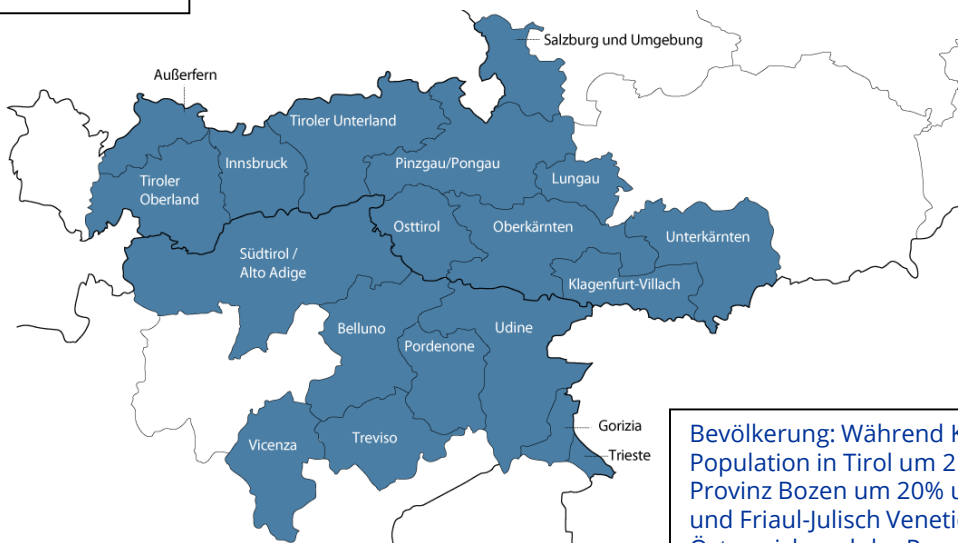 Salzburg und Umgebung
Außerfern
Tiroler Unterland
Innsbruck
Pinzgau/Pongau
Tiroler
Oberland
Lungau
Osttirol
Oberkärnten
Unterkärnten
Südtirol /
Alto Adige
Klagenfurt-Villach
Belluno
Udine
Pordenone
Gorizia
Vicenza
Treviso
Trieste
Bevölkerung: Während K
Population in Tirol um 2
Provinz Bozen um 20% u
und Friaul-Julisch Veneti